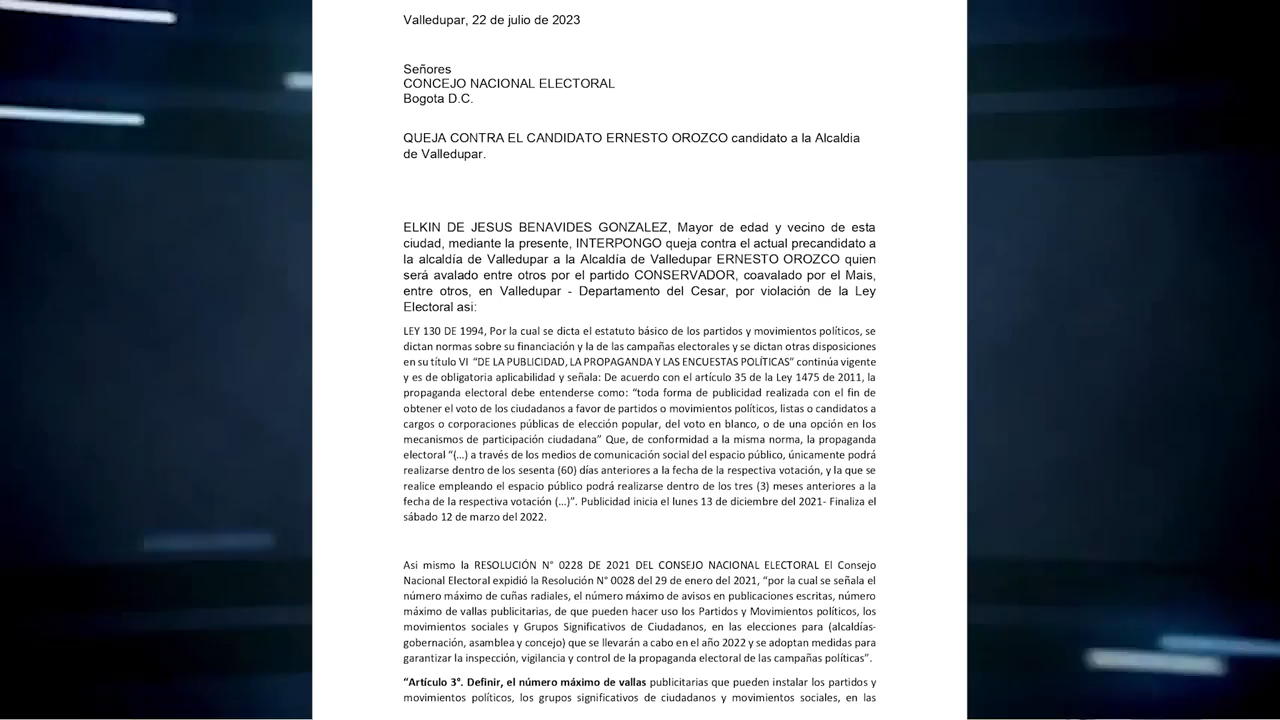 Valledupar, 22 de julio de 2023
Señores
CONCEJO NACIONAL ELECTORAL
Bogota D.C.
QUEJA CONTRA EL CANDIDATO ERNESTO OROZCO candidato a la Alcaldia
de Valledupar.
ELKIN DE JESUS BENAVIDES GONZALEZ, Mayor de edad y vecino de esta
ciudad, mediante la presente, INTERPONGO queja contra el actual precandidato a
la alcaldía de Valledupar a la Alcaldía de Valledupar ERNESTO OROZCO quien
será avalado entre otros por el partido CONSERVADOR, coavalado por el Mais,
entre otros, en Valledupar - Departamento del Cesar, por violación de la Ley
Electoral asi:
LEY 130 DE 1994, Por la cual se dicta el estatuto básico de los partidos y movimientos políticos, se
dictan normas sobre su financiación y la de las campañas electorales y se dictan otras disposiciones
en su título VI “DE LA PUBLICIDAD, LA PROPAGANDA Y LAS ENCUESTAS POLÍTICAS” continúa vigente
y es de obligatoria aplicabilidad y señala: De acuerdo con el artículo 35 de la Ley 1475 de 2011, la
propaganda electoral debe entenderse como: “toda forma de publicidad realizada con el fin de
obtener el voto de los ciudadanos a favor de partidos o movimientos políticos, listas o candidatos a
cargos o corporaciones públicas de elección popular, del voto en blanco, o de una opción en los
mecanismos de participación ciudadana” Que, de conformidad a la misma norma, la propaganda
electoral “(…) a través de los medios de comunicación social del espacio público, únicamente podrá
realizarse dentro de los sesenta (60) días anteriores a la fecha de la respectiva votación, y la que se
realice empleando el espacio público podrá realizarse dentro de los tres (3) meses anteriores a la
fecha de la respectiva votación (…)”. Publicidad inicia el lunes 13 de diciembre del 2021- Finaliza el
sábado 12 de marzo del 2022.
Asi mismo la RESOLUCIÓN N° 0228 DE 2021 DEL CONSEJO NACIONAL ELECTORAL El Consejo
Nacional Electoral expidió la Resolución N° 0028 del 29 de enero del 2021, “por la cual se señala el
número máximo de cuñas radiales, el número máximo de avisos en publicaciones escritas, número
máximo de vallas publicitarias, de que pueden hacer uso los Partidos y Movimientos políticos, los
movimientos sociales y Grupos Significativos de Ciudadanos, en las elecciones para (alcaldías-
gobernación, asamblea y concejo) que se llevarán a cabo en el año 2022 y se adoptan medidas para
garantizar la inspección, vigilancia y control de la propaganda electoral de las campañas políticas”.
“Artículo 3°. Definir, el número máximo de vallas publicitarias que pueden instalar los partidos y
movimientos políticos, los grupos significativos de ciudadanos y movimientos sociales, en las